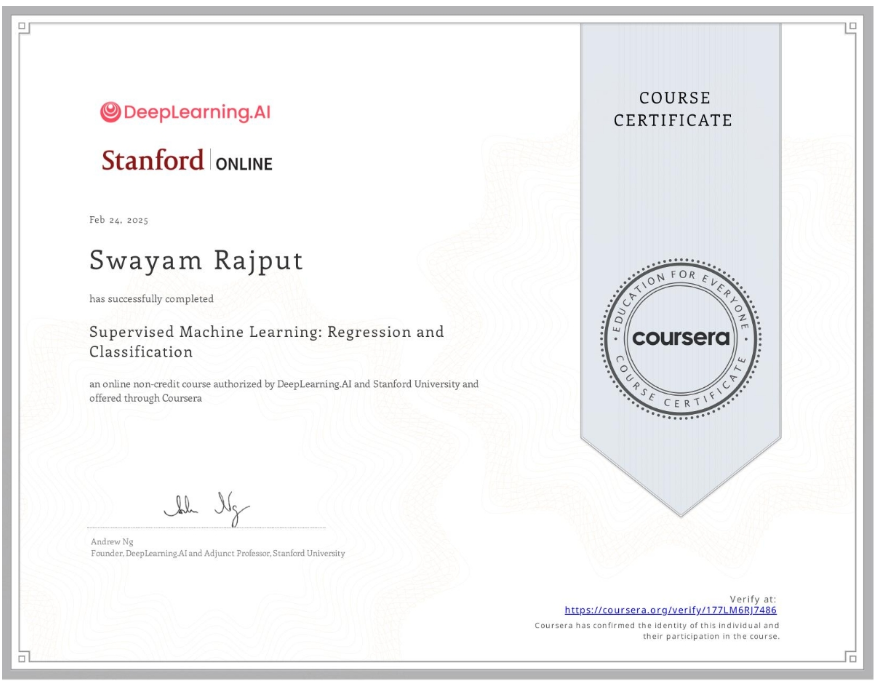 DeepLearning.AI
Stanford | ONLINE
Feb 24, 2025
Swayam Rajput
has successfully completed
Supervised Machine Learning: Regression and
Classification
an online non-credit course authorized by DeepLearning.AI and Stanford University and
offered through Coursera
Andrew Ng
Founder, DeepLearning.AI and Adjunct Professor, Stanford University
COURSE
CERTIFICATE
EDUCATION FOR EVERYONE
coursera
COURSE CERTIFICATE
Verify at:
https://coursera.org/verify/177LM6RJ7486
Coursera has confirmed the identity of this individual and
their participation in the course.